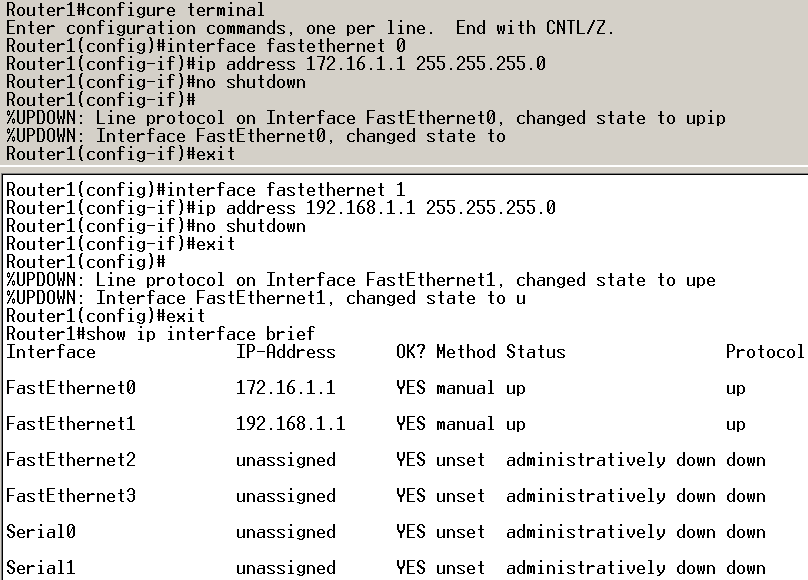 Router1#configure terminal
Enter configuration commands, one per line.  End with CNTL/Z.
Router1(config)#interface fastethernet 0
Router1(config-if)#ip address 172.16.1.1 255.255.255.0
Router1(config-if)#no shutdown
Router1(config-if)#
%UPDOWN: Line protocol on Interface FastEthernet0, changed state to upip
%UPDOWN: Interface FastEthernet0, changed state to
Router1(config-if)#exit
Router1(config)#interface fastethernet 1
Router1(config-if)#ip address 192.168.1.1 255.255.255.0
Router1(config-if)#no shutdown
Router1(config-if)#exit
Router1(config)#
%UPDOWN: Line protocol on Interface FastEthernet1, changed state to upe
%UPDOWN: Interface FastEthernet1, changed state to u
Router1(config)#exit
Router1#show ip interface brief
Interface              IP-Address      OK? Method Status                Protocol
FastEthernet0          172.16.1.1      YES manual up                    up
FastEthernet1          192.168.1.1     YES manual up                    up
FastEthernet2          unassigned      YES unset  administratively down down
FastEthernet3          unassigned      YES unset  administratively down down
Serial0                unassigned      YES unset  administratively down down
Serial1                unassigned      YES unset  administratively down down